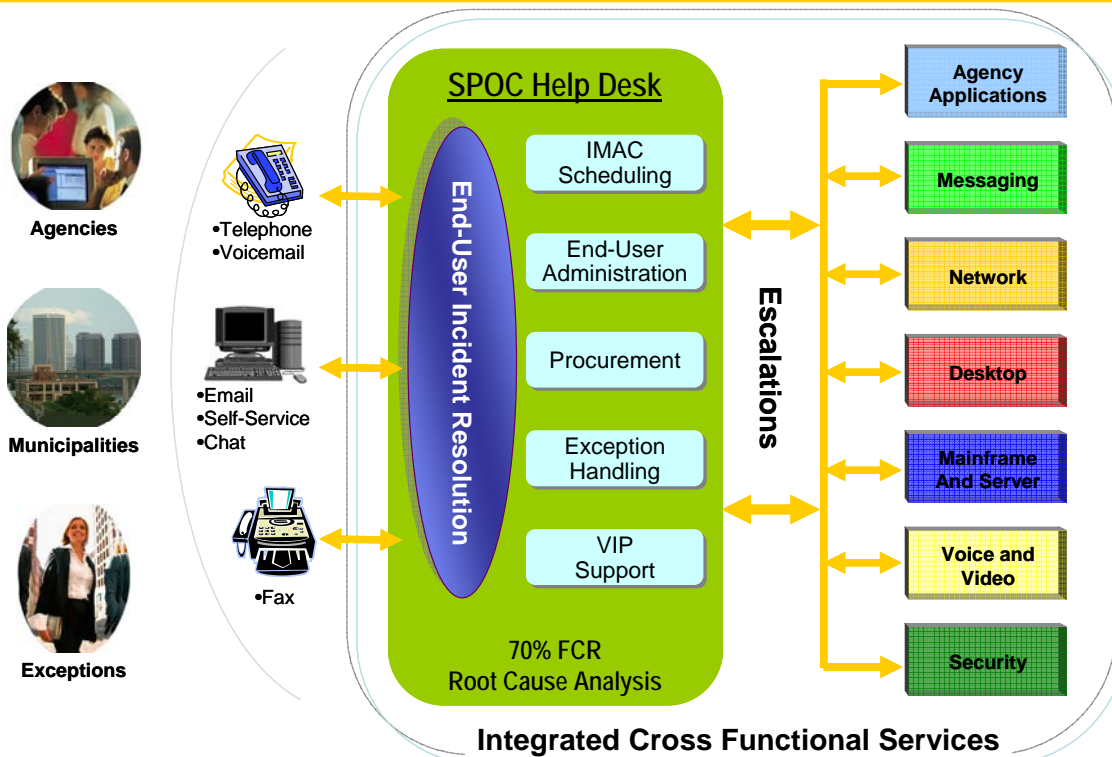 Agencies
Municipalities
Exceptions
•Telephone
•Voicemail
•Email
•Self-Service
•Chat
•Fax
SPOC Help Desk
End-User Incident Resolution
IMAC
Scheduling
End-User
Administration
Procurement
Exception
Handling
VIP
Support
70% FCR
Root Cause Analysis
Escalations
Agency
Applications
Messaging
Network
Desktop
Mainframe
And Server
Voice and
Video
Security
Integrated Cross Functional Services